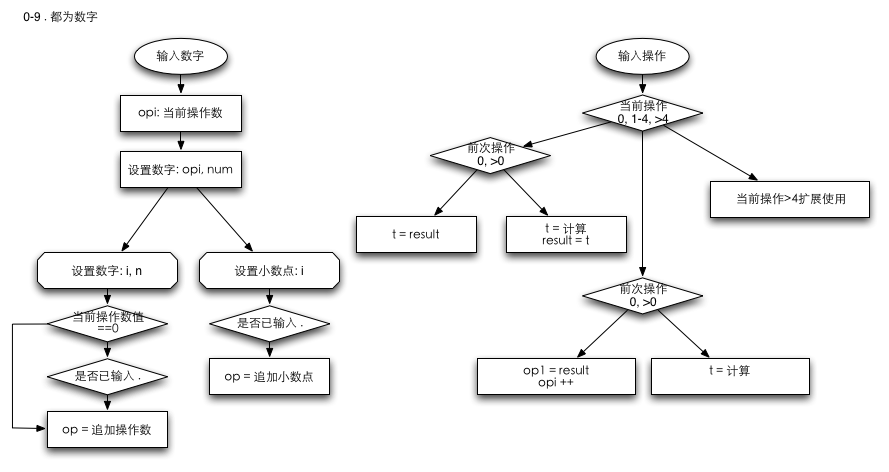 0-9 . 都为数字
输入数字
opi: 当前操作数
设置数字: opi, num
设置数字: i, n
当前操作数值
==0
是否已输入 .
op = 追加操作数
设置小数点: i
是否已输入 .
op = 追加小数点
输入操作
当前操作
0, 1-4, >4
前次操作
0, >0
t = result
t = 计算
result = t
当前操作>4扩展使用
前次操作
0, >0
op1 = result
opi ++
t = 计算